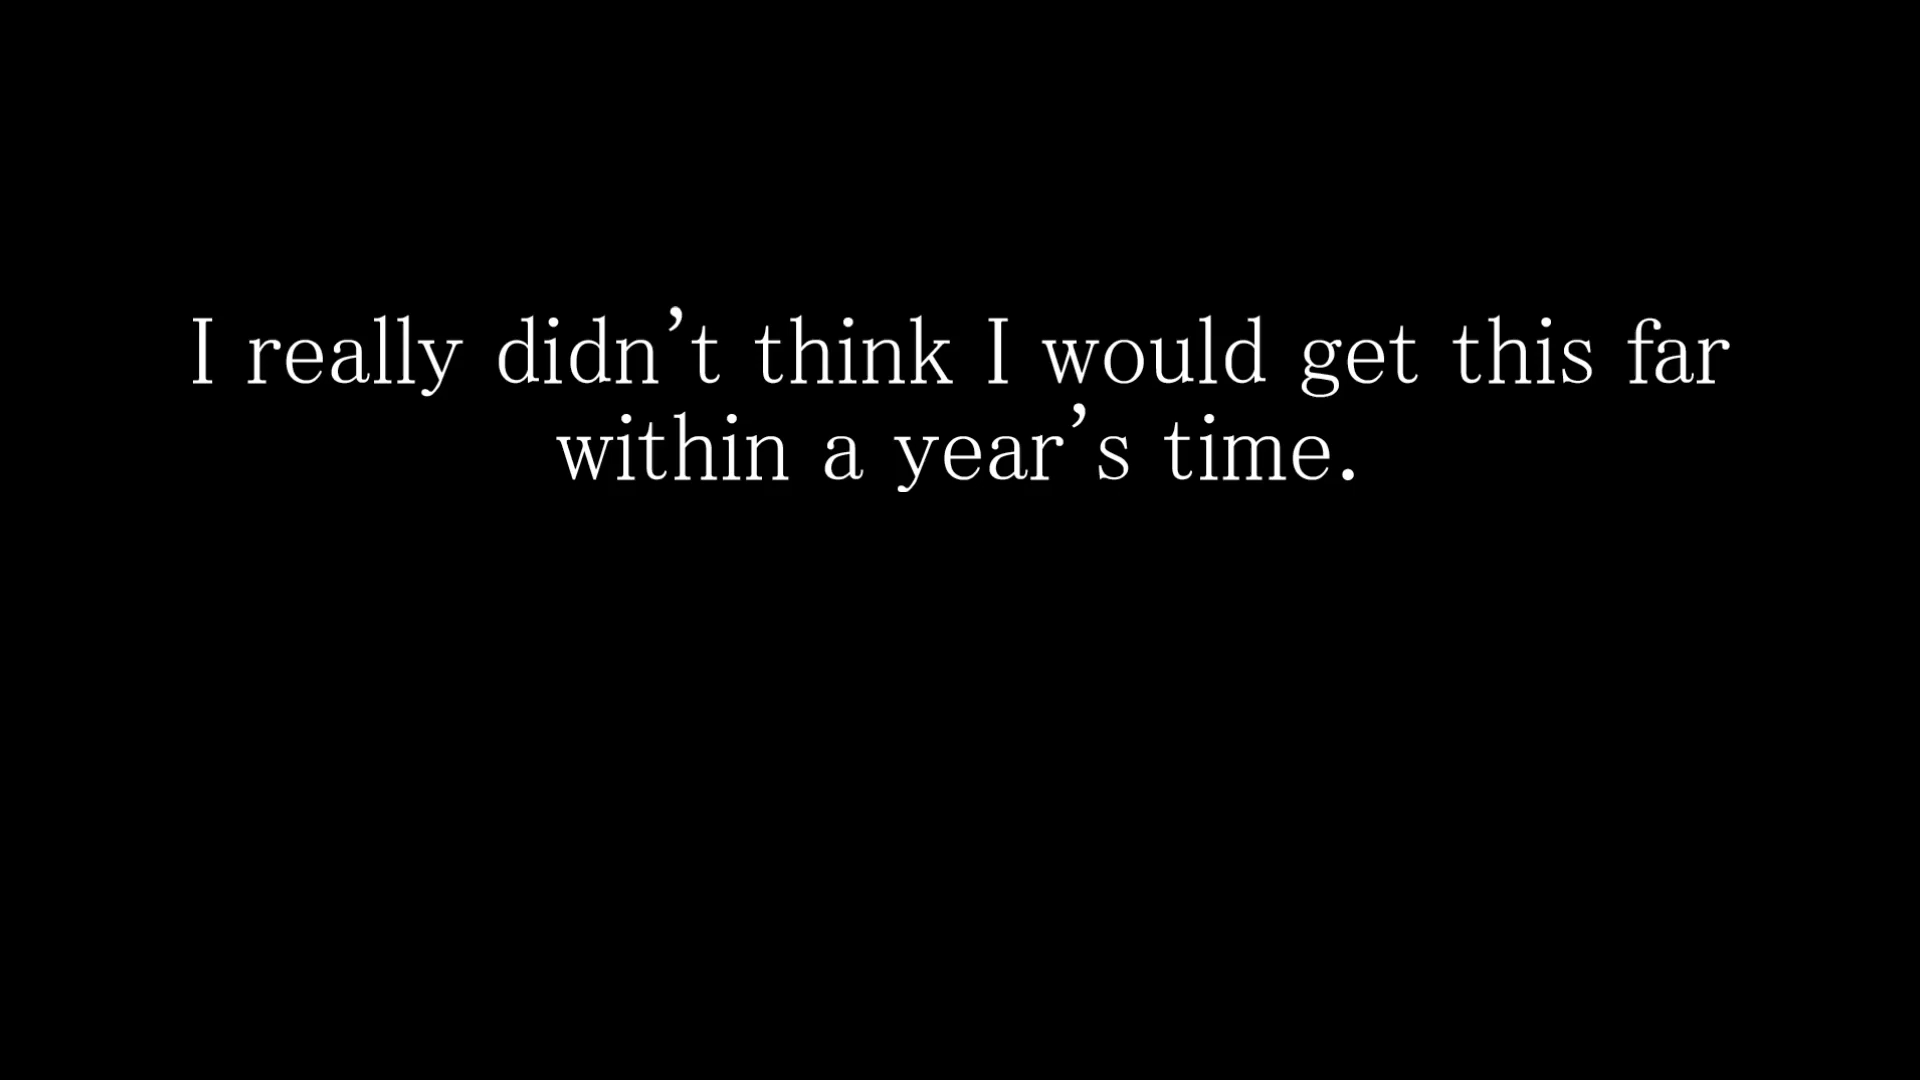 I really didn’t think I would get this far
within a year’s time.